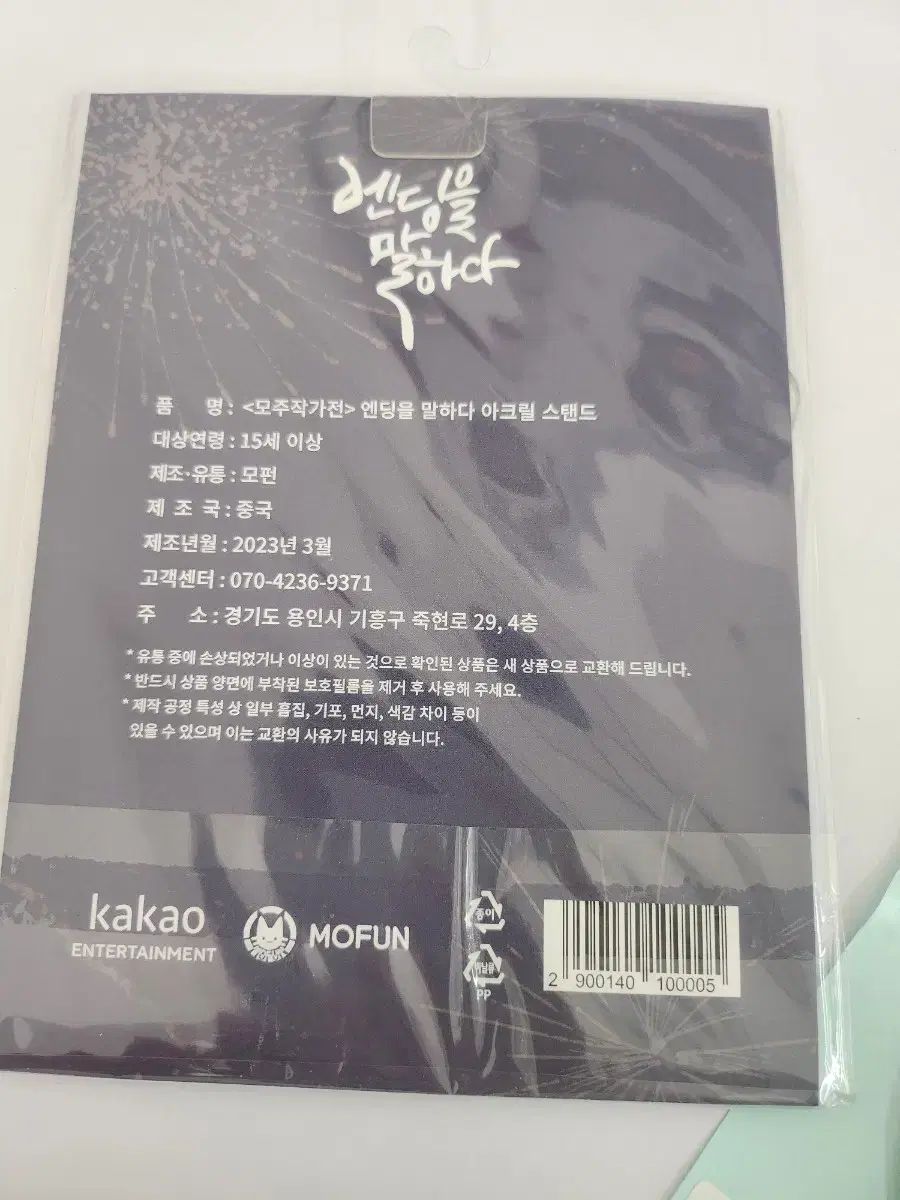 엔딩을
말하다
품 명 : <모주작가전> 엔딩을 말하다 아크릴 스탠드
대상연령 : 15세 이상
제조·유통 : 모펀
제 조 국 : 중국
제조년월 : 2023년 3월
고객센터 : 070-4236-9371
주 소 : 경기도 용인시 기흥구 죽현로 29, 4층
* 유통 중에 손상되었거나 이상이 있는 것으로 확인된 상품은 새 상품으로 교환해 드립니다.
* 반드시 상품 양면에 부착된 보호필름을 제거 후 사용해 주세요.
* 제작 공정 특성 상 일부 흠집, 기포, 먼지, 색감 차이 등이
있을 수 있으며 이는 교환의 사유가 되지 않습니다.
kakao
ENTERTAINMENT
MOFUN
MOFUN
종이
비닐류
PP
2 900140 100005